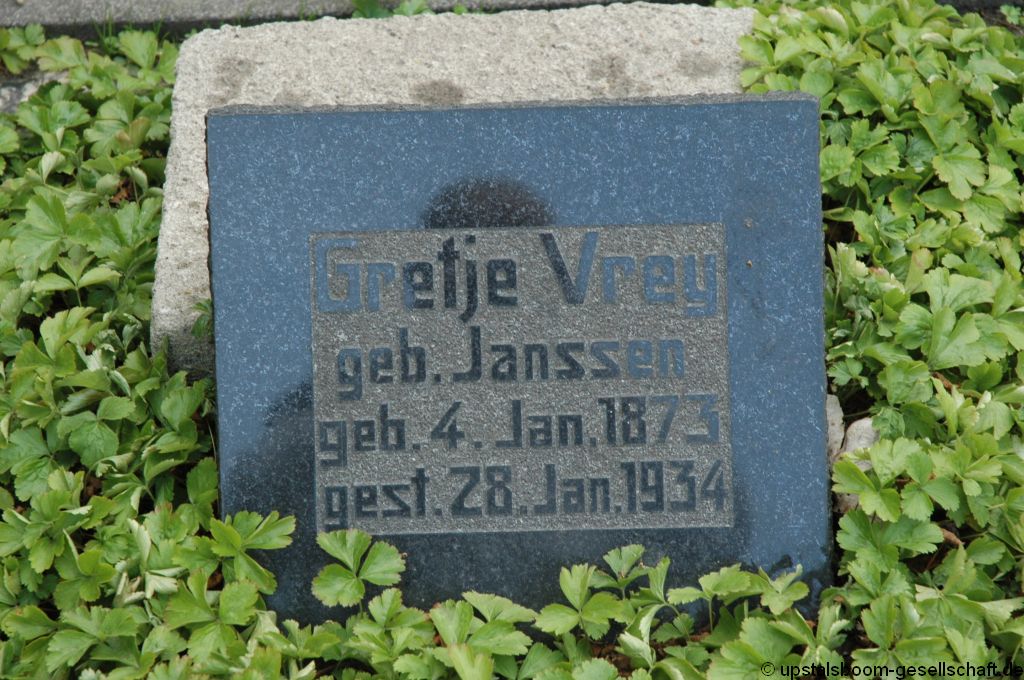 Gretje Vrey
geb. Janssen
geb. 4. Jan. 1873
gest. 28. Jan. 1934
© upstalsboom-gesellschaft.de